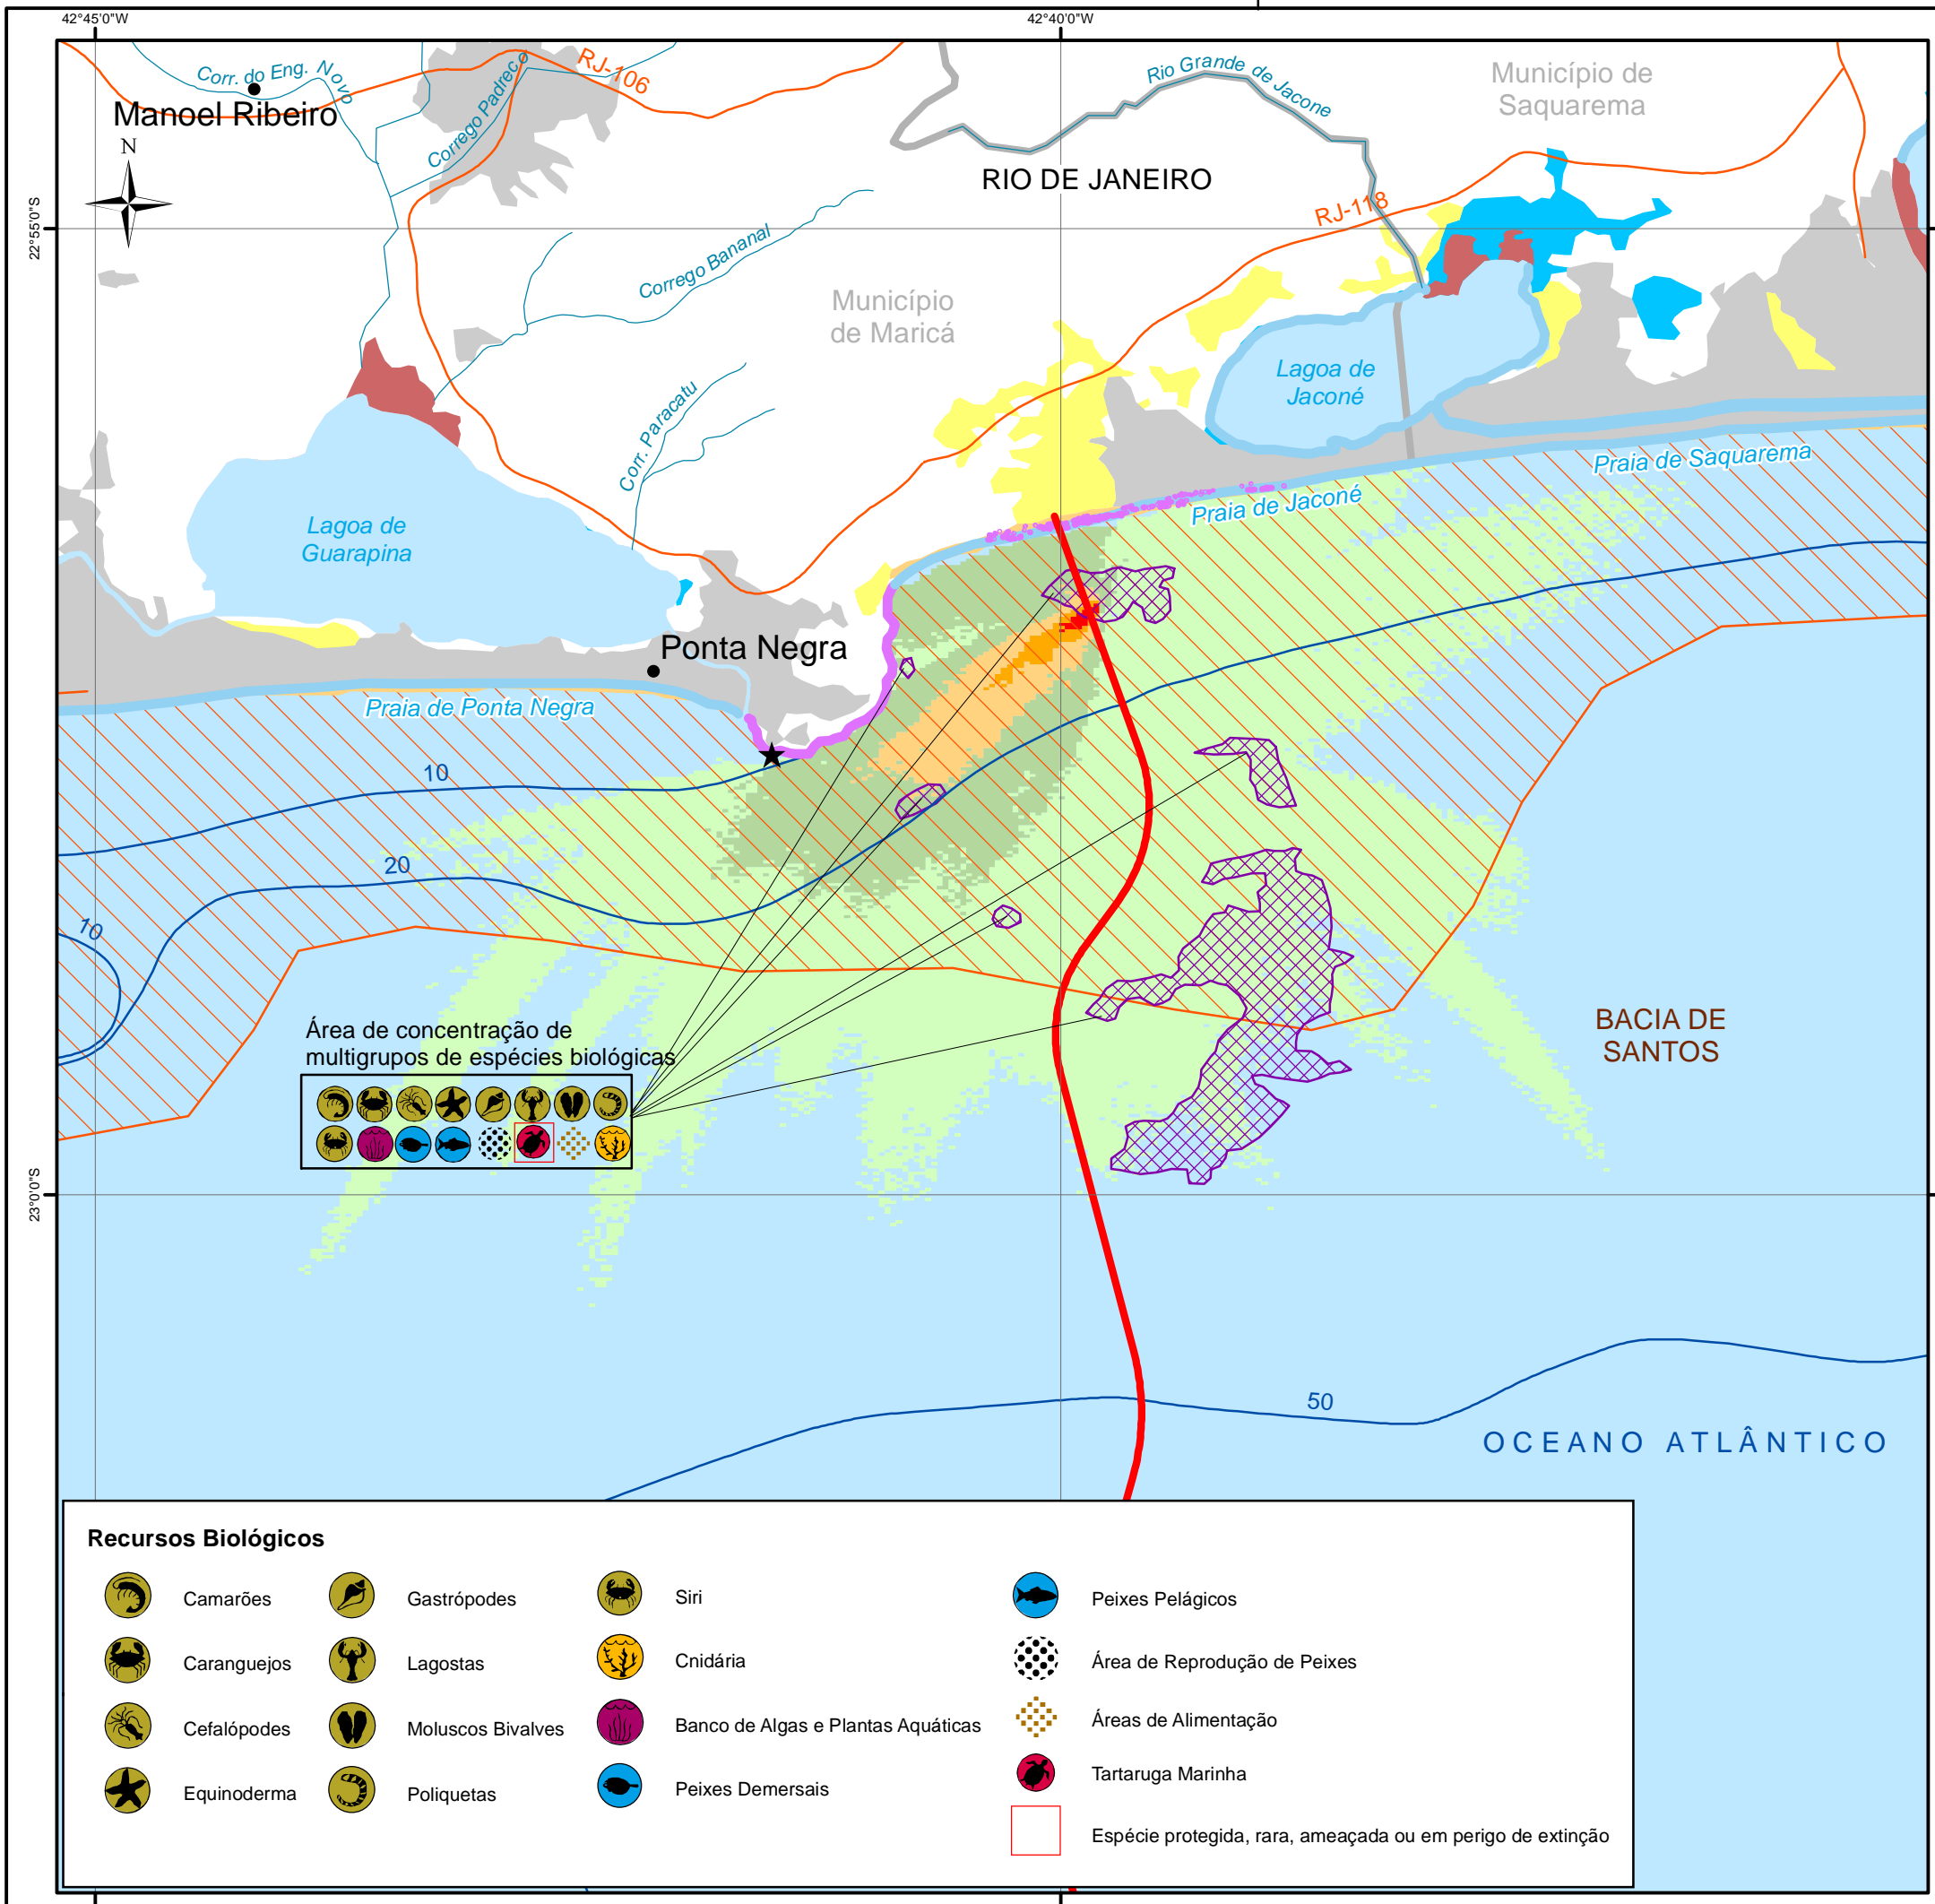 42°45'0"W
42°40'0"W
22°55'0"S
23°0'0"S
Corr. do Eng. Novo
Manoel Ribeiro
N
Corrego Padreco
RJ-106
Rio Grande de Jacone
Município de
Saquarema
RIO DE JANEIRO
RJ-118
Corrego Bananal
Município
de Maricá
Corr. Paracatu
Lagoa de
Jaconé
Praia de Saquarema
Praia de Jaconé
Lagoa de
Guarapina
Ponta Negra
Praia de Ponta Negra
10
20
10
Área de concentração de
multigrupos de espécies biológicas
BACIA DE
SANTOS
50
OCEANO ATLÂNTICO
Recursos Biológicos
Camarões
Caranguejos
Cefalópodes
Equinoderma
Gastrópodes
Lagostas
Moluscos Bivalves
Poliquetas
Siri
Cnidária
Banco de Algas e Plantas Aquáticas
Peixes Demersais
Peixes Pelágicos
Área de Reprodução de Peixes
Áreas de Alimentação
Tartaruga Marinha
Espécie protegida, rara, ameaçada ou em perigo de extinção